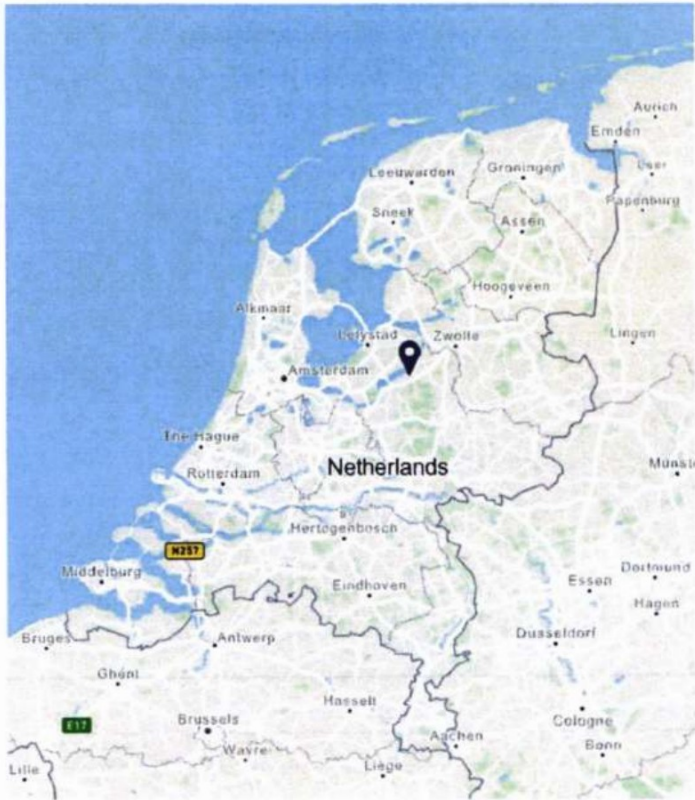 Aurich
Emden
Leer
Leeuwarden
Groningen
Papenburg
Sneek
Assen
Hoogeveen
Alkmaar
Lelystad
Zwolle
Lingen
Amsterdam
The Hague
Netherlands
Rotterdam
Munst
Hertogenbosch
N257
Middelburg
Eindhoven
Essen
Dortmund
Hagen
Bruges
Antwerp
Dusseldorf
Ghent
Hasselt
E17
Brussels
Cologne
Wavre
Aachen
Bonn
Lille
Liege